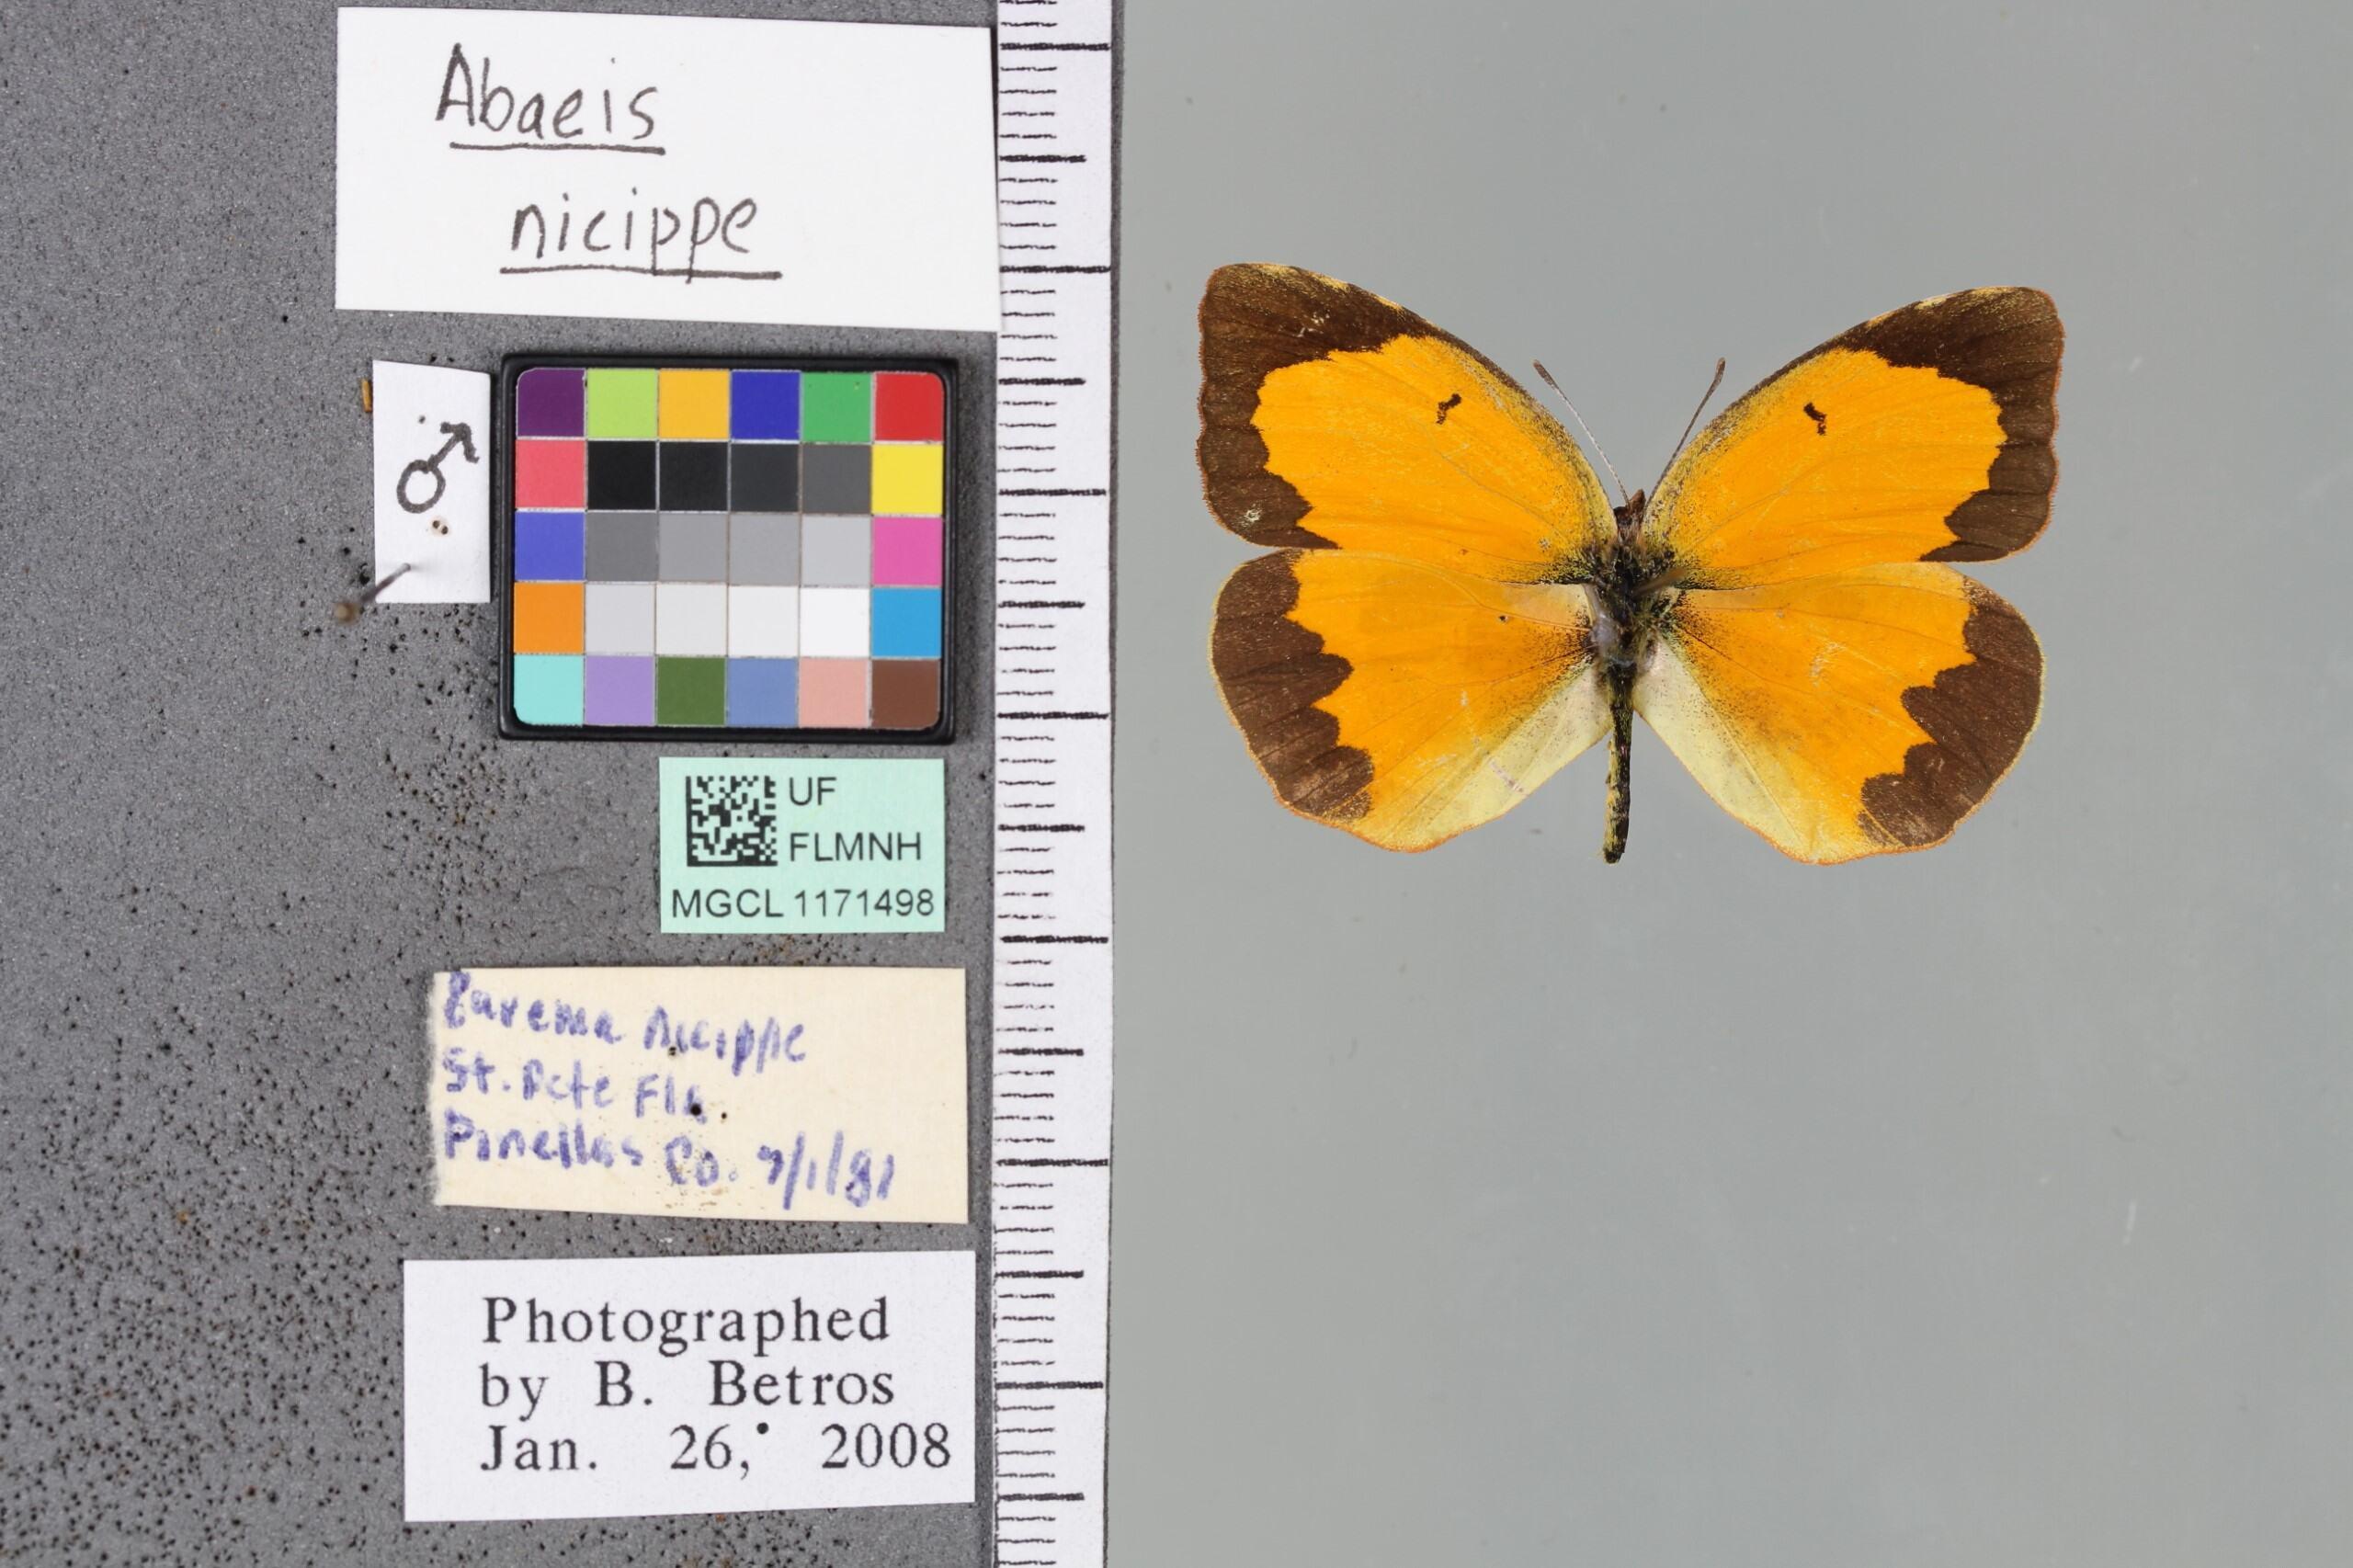 Abaeis
nicippe
♂
UF
FLMNH
MGCL 1171498
Eurema nicippe
St. Pete Fla.
Pinellas Co. 9/1/81
Photographed
by B. Betros
Jan. 26, 2008